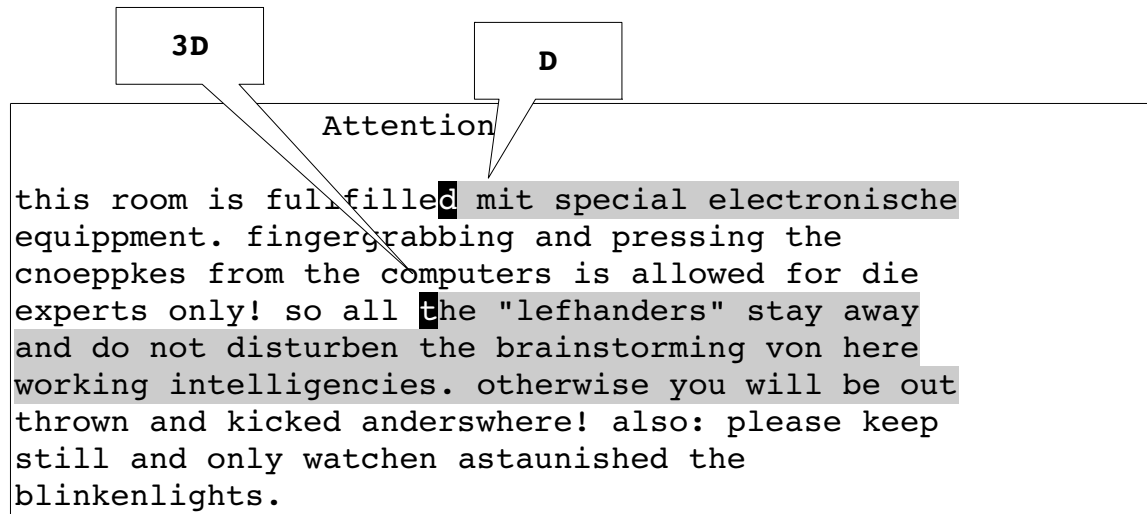 3D
D
Attention
this room is fullfilled mit special electronische
equippment. fingergrabbing and pressing the
cnoeppkes from the computers is allowed for die
experts only! so all the "lefhanders" stay away
and do not disturben the brainstorming von here
working intelligencies. otherwise you will be out
thrown and kicked anderswhere! also: please keep
still and only watchen astaunished the
blinkenlights.